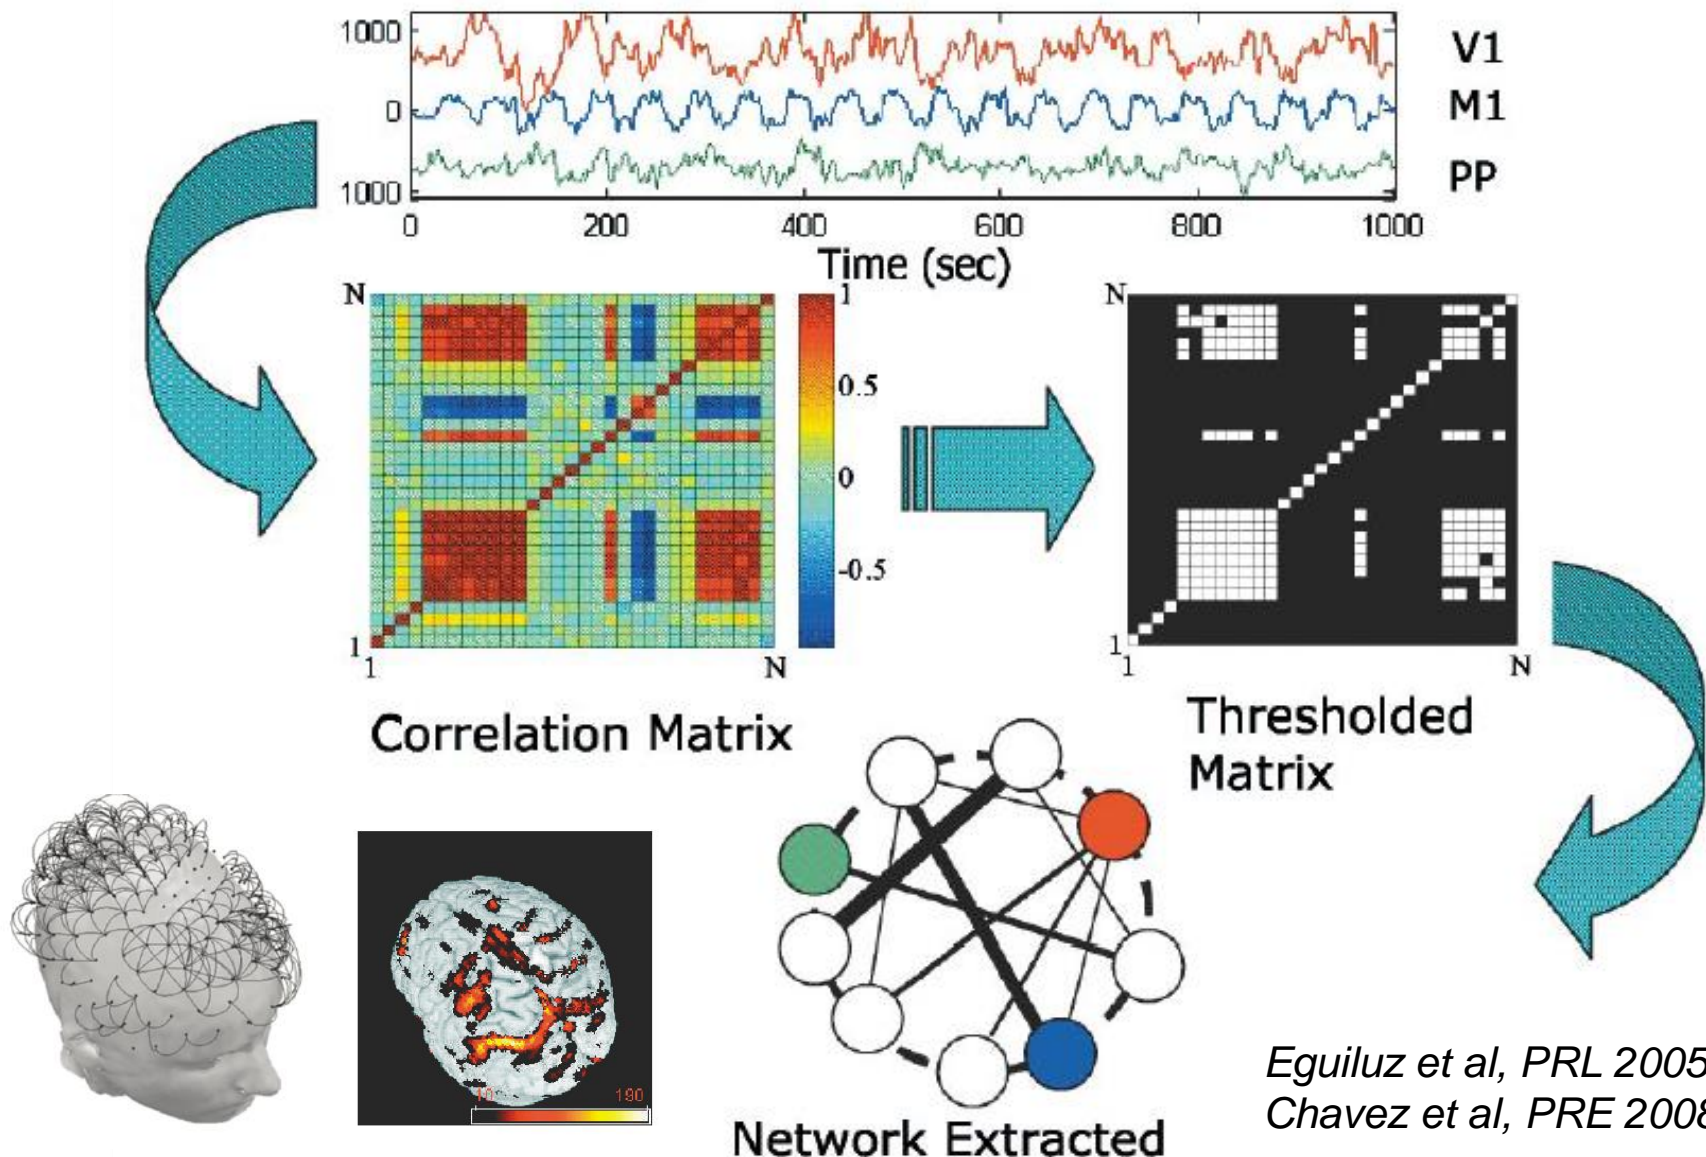 1000
0
1000
V1
M1
PP
0 200 400 600 800 1000
Time (sec)
N
1
1
N
1
0.5
0
-0.5
N
1
1
N
Correlation Matrix
Thresholded
Matrix
10 190
Network Extracted
Eguiluz et al, PRL 2005
Chavez et al, PRE 2008